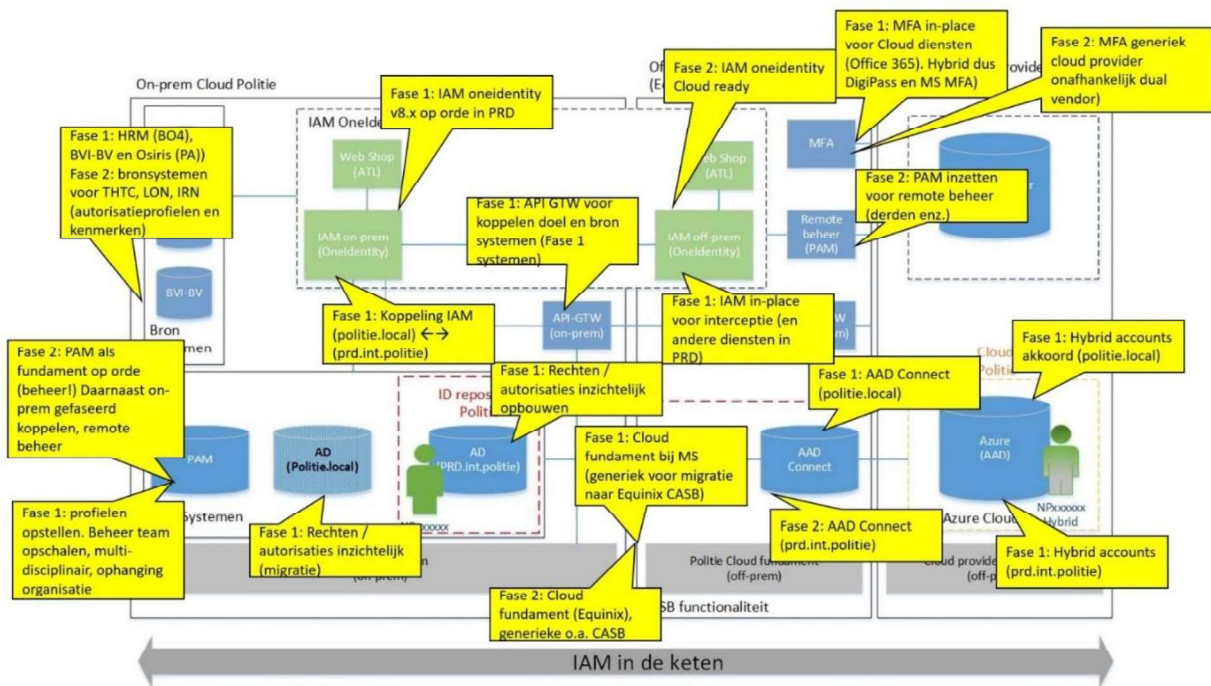 On-prem Cloud Politie
Fase 1: IAM oneidentity
v8.x op orde in PRD
Fase 2: IAM oneidentity
Cloud ready
Fase 1: MFA in-place
voor Cloud diensten
(Office 365). Hybrid dus
DigiPass en MS MFA)
Fase 2: MFA generiek
cloud provider
onafhankelijk dual
vendor)
Fase 1: HRM (BO4),
BVI-BV en Osiris (PA))
Fase 2: bronsystemen
voor THTC, LON, IRN
(autorisatieprofielen en
kenmerken)
Web Shop
(ATL)
Web Shop
(ATL)
MFA
Fase 2: PAM inzetten
voor remote beheer
(derden enz.)
Fase 1: API GTW voor
koppelen doel en bron
systemen (Fase 1
systemen)
IAM on-prem
(OneIdentity)
IAM off-prem
(OneIdentity)
Remote
beheer
(PAM)
BVI-BV
Bron
Fase 1: Koppeling IAM
(politie.local) ←→
(prd.int.politie)
API-GTW
(on-prem)
Fase 1: IAM in-place
voor interceptie (en
andere diensten in
PRD)
Fase 1: Hybrid accounts
akkoord (politie.local)
Fase 2: PAM als
fundament op orde
(beheer!) Daarnaast on-
prem gefaseerd
koppelen, remote
beheer
Fase 1: Rechten /
autorisaties inzichtelijk
opbouwen
Fase 1: AAD Connect
(politie.local)
Cloud
Politie
PAM
AD
(Politie.local)
ID
AD
(PRD.int.politie)
Fase 1: Cloud
fundament bij MS
(generiek voor migratie
naar Equinix CASB)
AAD
Connect
Azure
(AAD)
NPxxxxxx
Hybrid
Azure Cloud
Fase 1: profielen
opstellen. Beheer team
opschalen, multi-
disciplinair, ophanging
organisatie
Systemen
Fase 1: Rechten /
autorisaties inzichtelijk
(migratie)
Fase 2: AAD Connect
(prd.int.politie)
Fase 1: Hybrid accounts
(prd.int.politie)
(off-prem)
Politie Cloud fundament
(off-prem)
Cloud provider
Fase 2: Cloud
fundament (Equinix),
generieke o.a. CASB
functionaliteit
IAM in de keten